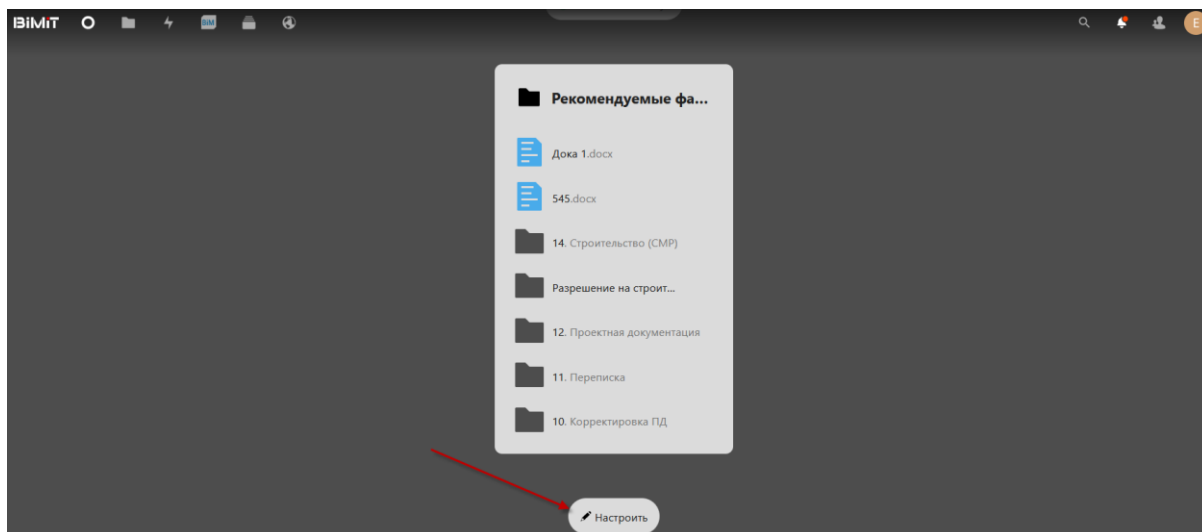 BiMiT
BIM
E
Рекомендуемые фа...
Дока 1.docx
545.docx
14. Строительство (СМР)
Разрешение на строит...
12. Проектная документация
11. Переписка
10. Корректировка ПД
Настроить